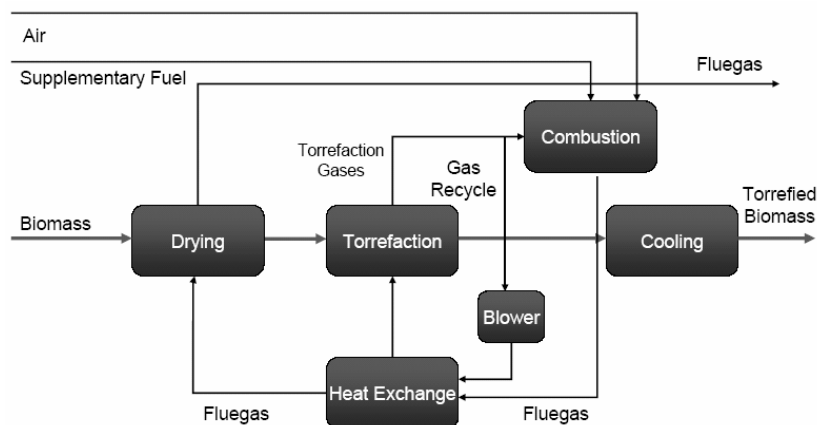 Air
Supplementary Fuel
Fluegas
Combustion
Torrefaction
Gases
Gas
Recycle
Biomass
Drying
Torrefaction
Cooling
Torrefied
Biomass
Blower
Heat Exchange
Fluegas
Fluegas